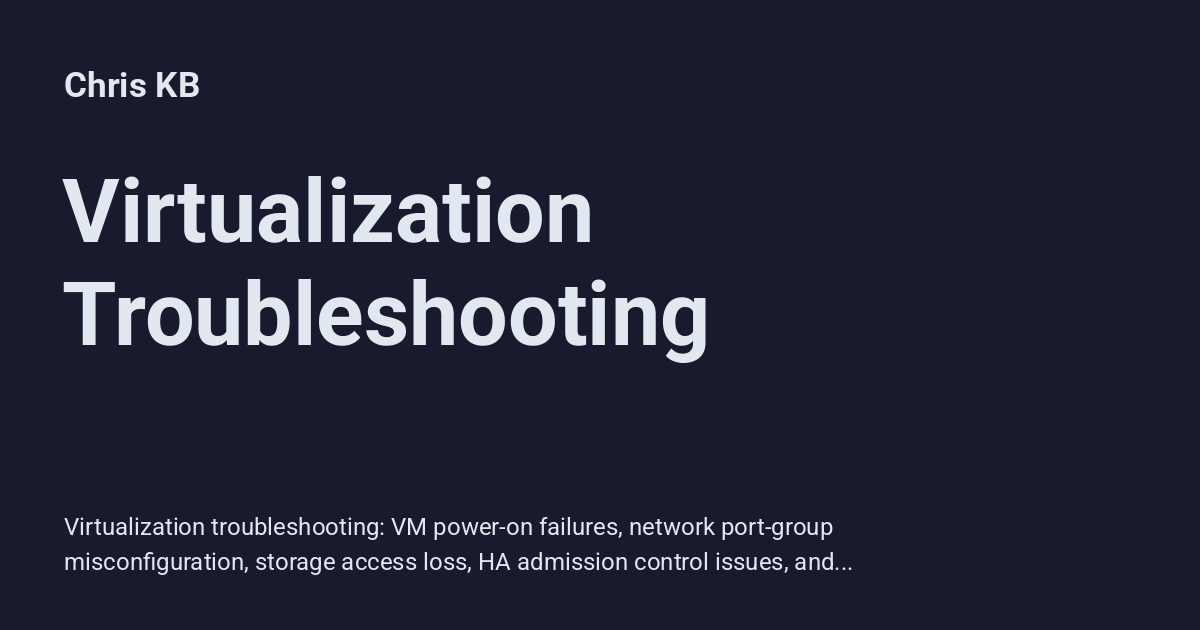 Chris KB
Virtualization
Troubleshooting
Virtualization troubleshooting: VM power-on failures, network port-group
misconfiguration, storage access loss, HA admission control issues, and...